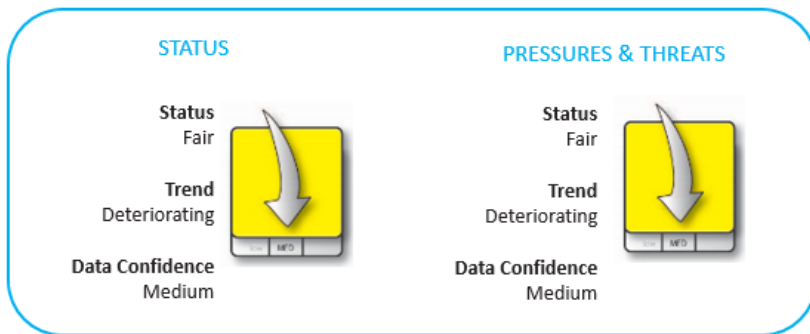 STATUS
Status
Fair
Trend
Deteriorating
Data Confidence
Medium
MED
PRESSURES & THREATS
Status
Fair
Trend
Deteriorating
Data Confidence
Medium
MED